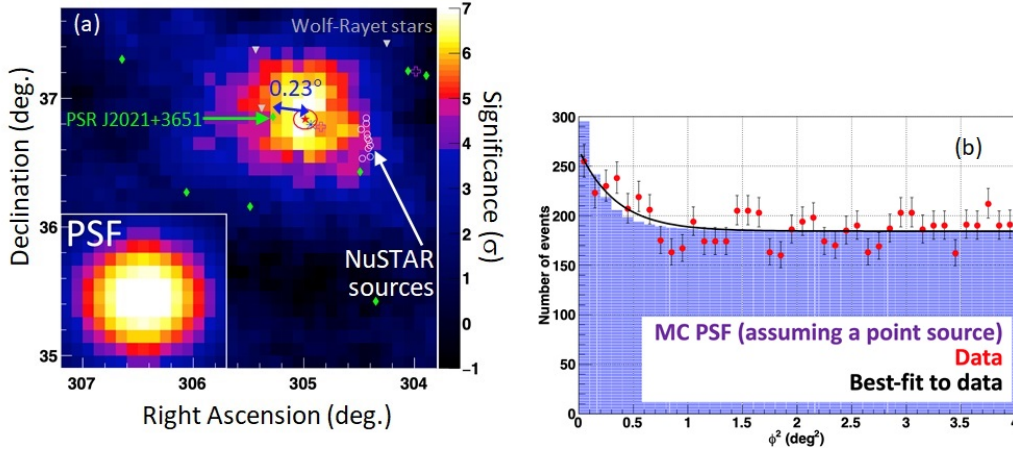 (a)
Wolf-Rayet stars
0.23°
PSR J2021+3651
NuSTAR
sources
PSF
Declination (deg.)
37
36
35
307
306
305
304
Right Ascension (deg.)
7
6
5
4
3
2
1
0
−1
Significance (σ)
(b)
Number of events
300
250
200
150
100
50
0
0
0.5
1
1.5
2
2.5
3
3.5
4
ϕ² (deg²)
MC PSF (assuming a point source)
Data
Best-fit to data